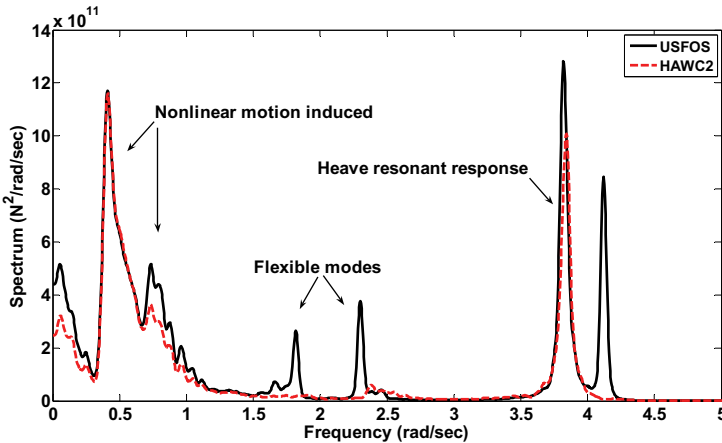 14
12
10
8
6
4
2
0
x 10^11
Spectrum (N^2/rad/sec)
USFOS
HAWC2
Nonlinear motion induced
Heave resonant response
Flexible modes
0 0.5 1 1.5 2 2.5 3 3.5 4 4.5 5
Frequency (rad/sec)